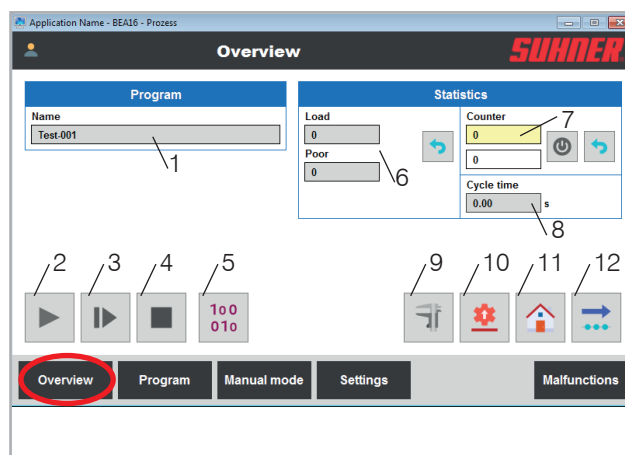 Application Name - BEA16 - Prozess
Overview
SUHNER
Program
Name
Test-001
1
Statistics
Load
0
Poor
0
6
Counter
0
7
0
Cycle time
0.00 s
8
2 3 4 5
9 10 11 12
100
010
Overview Program Manual mode Settings Malfunctions